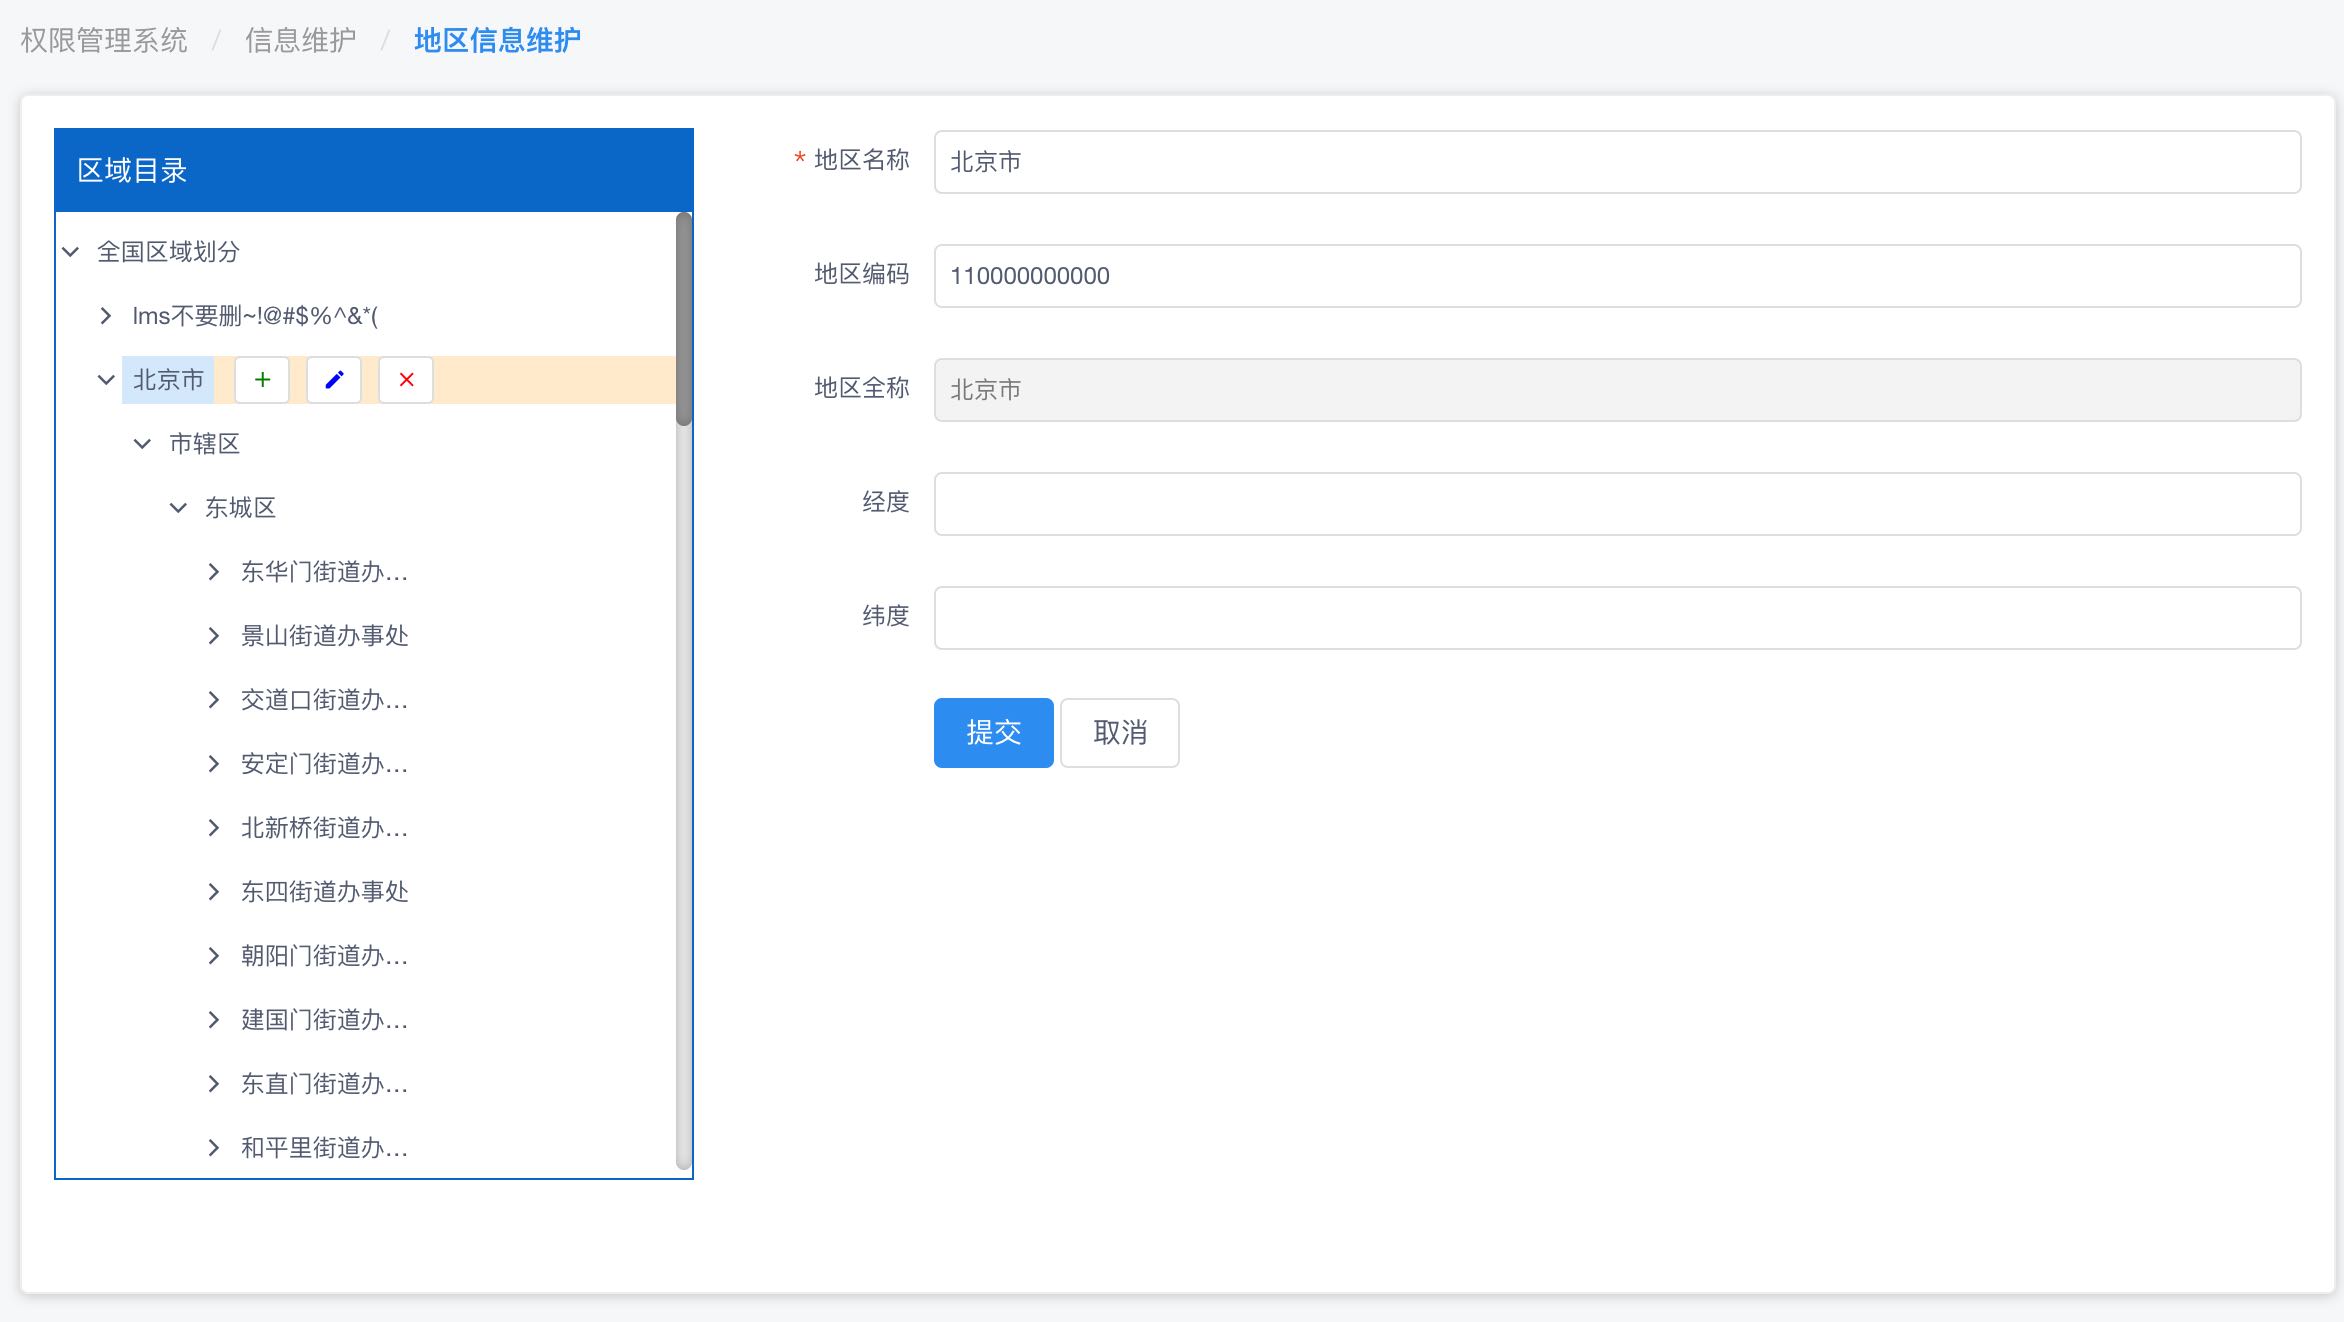 权限管理系统 / 信息维护 / 地区信息维护
区域目录
全国区域划分
lms不要删~!@#$%^&*(
北京市
市辖区
东城区
东华门街道办...
景山街道办事处
交道口街道办...
安定门街道办...
北新桥街道办...
东四街道办事处
朝阳门街道办...
建国门街道办...
东直门街道办...
和平里街道办...
* 地区名称 北京市
地区编码 110000000000
地区全称 北京市
经度
纬度
提交 取消